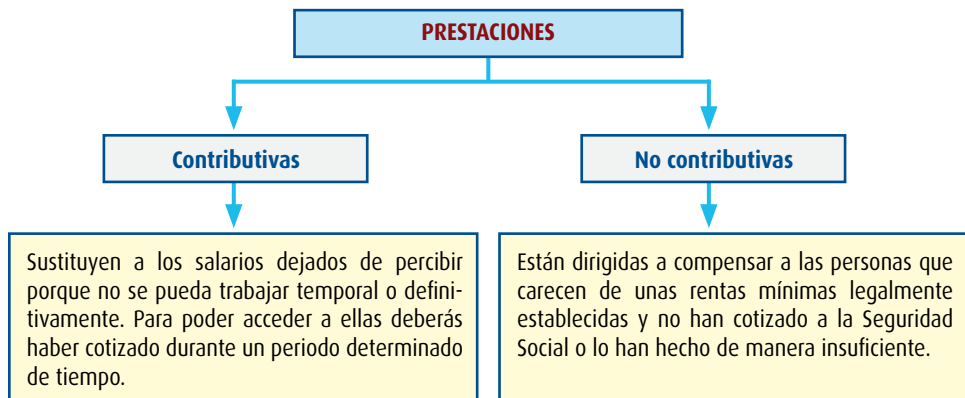 PRESTACIONES
Contributivas
No contributivas
Sustituyen a los salarios dejados de percibir
porque no se pueda trabajar temporal o defini-
tivamente. Para poder acceder a ellas deberás
haber cotizado durante un periodo determinado
de tiempo.
Están dirigidas a compensar a las personas que
carecen de unas rentas mínimas legalmente
establecidas y no han cotizado a la Seguridad
Social o lo han hecho de manera insuficiente.